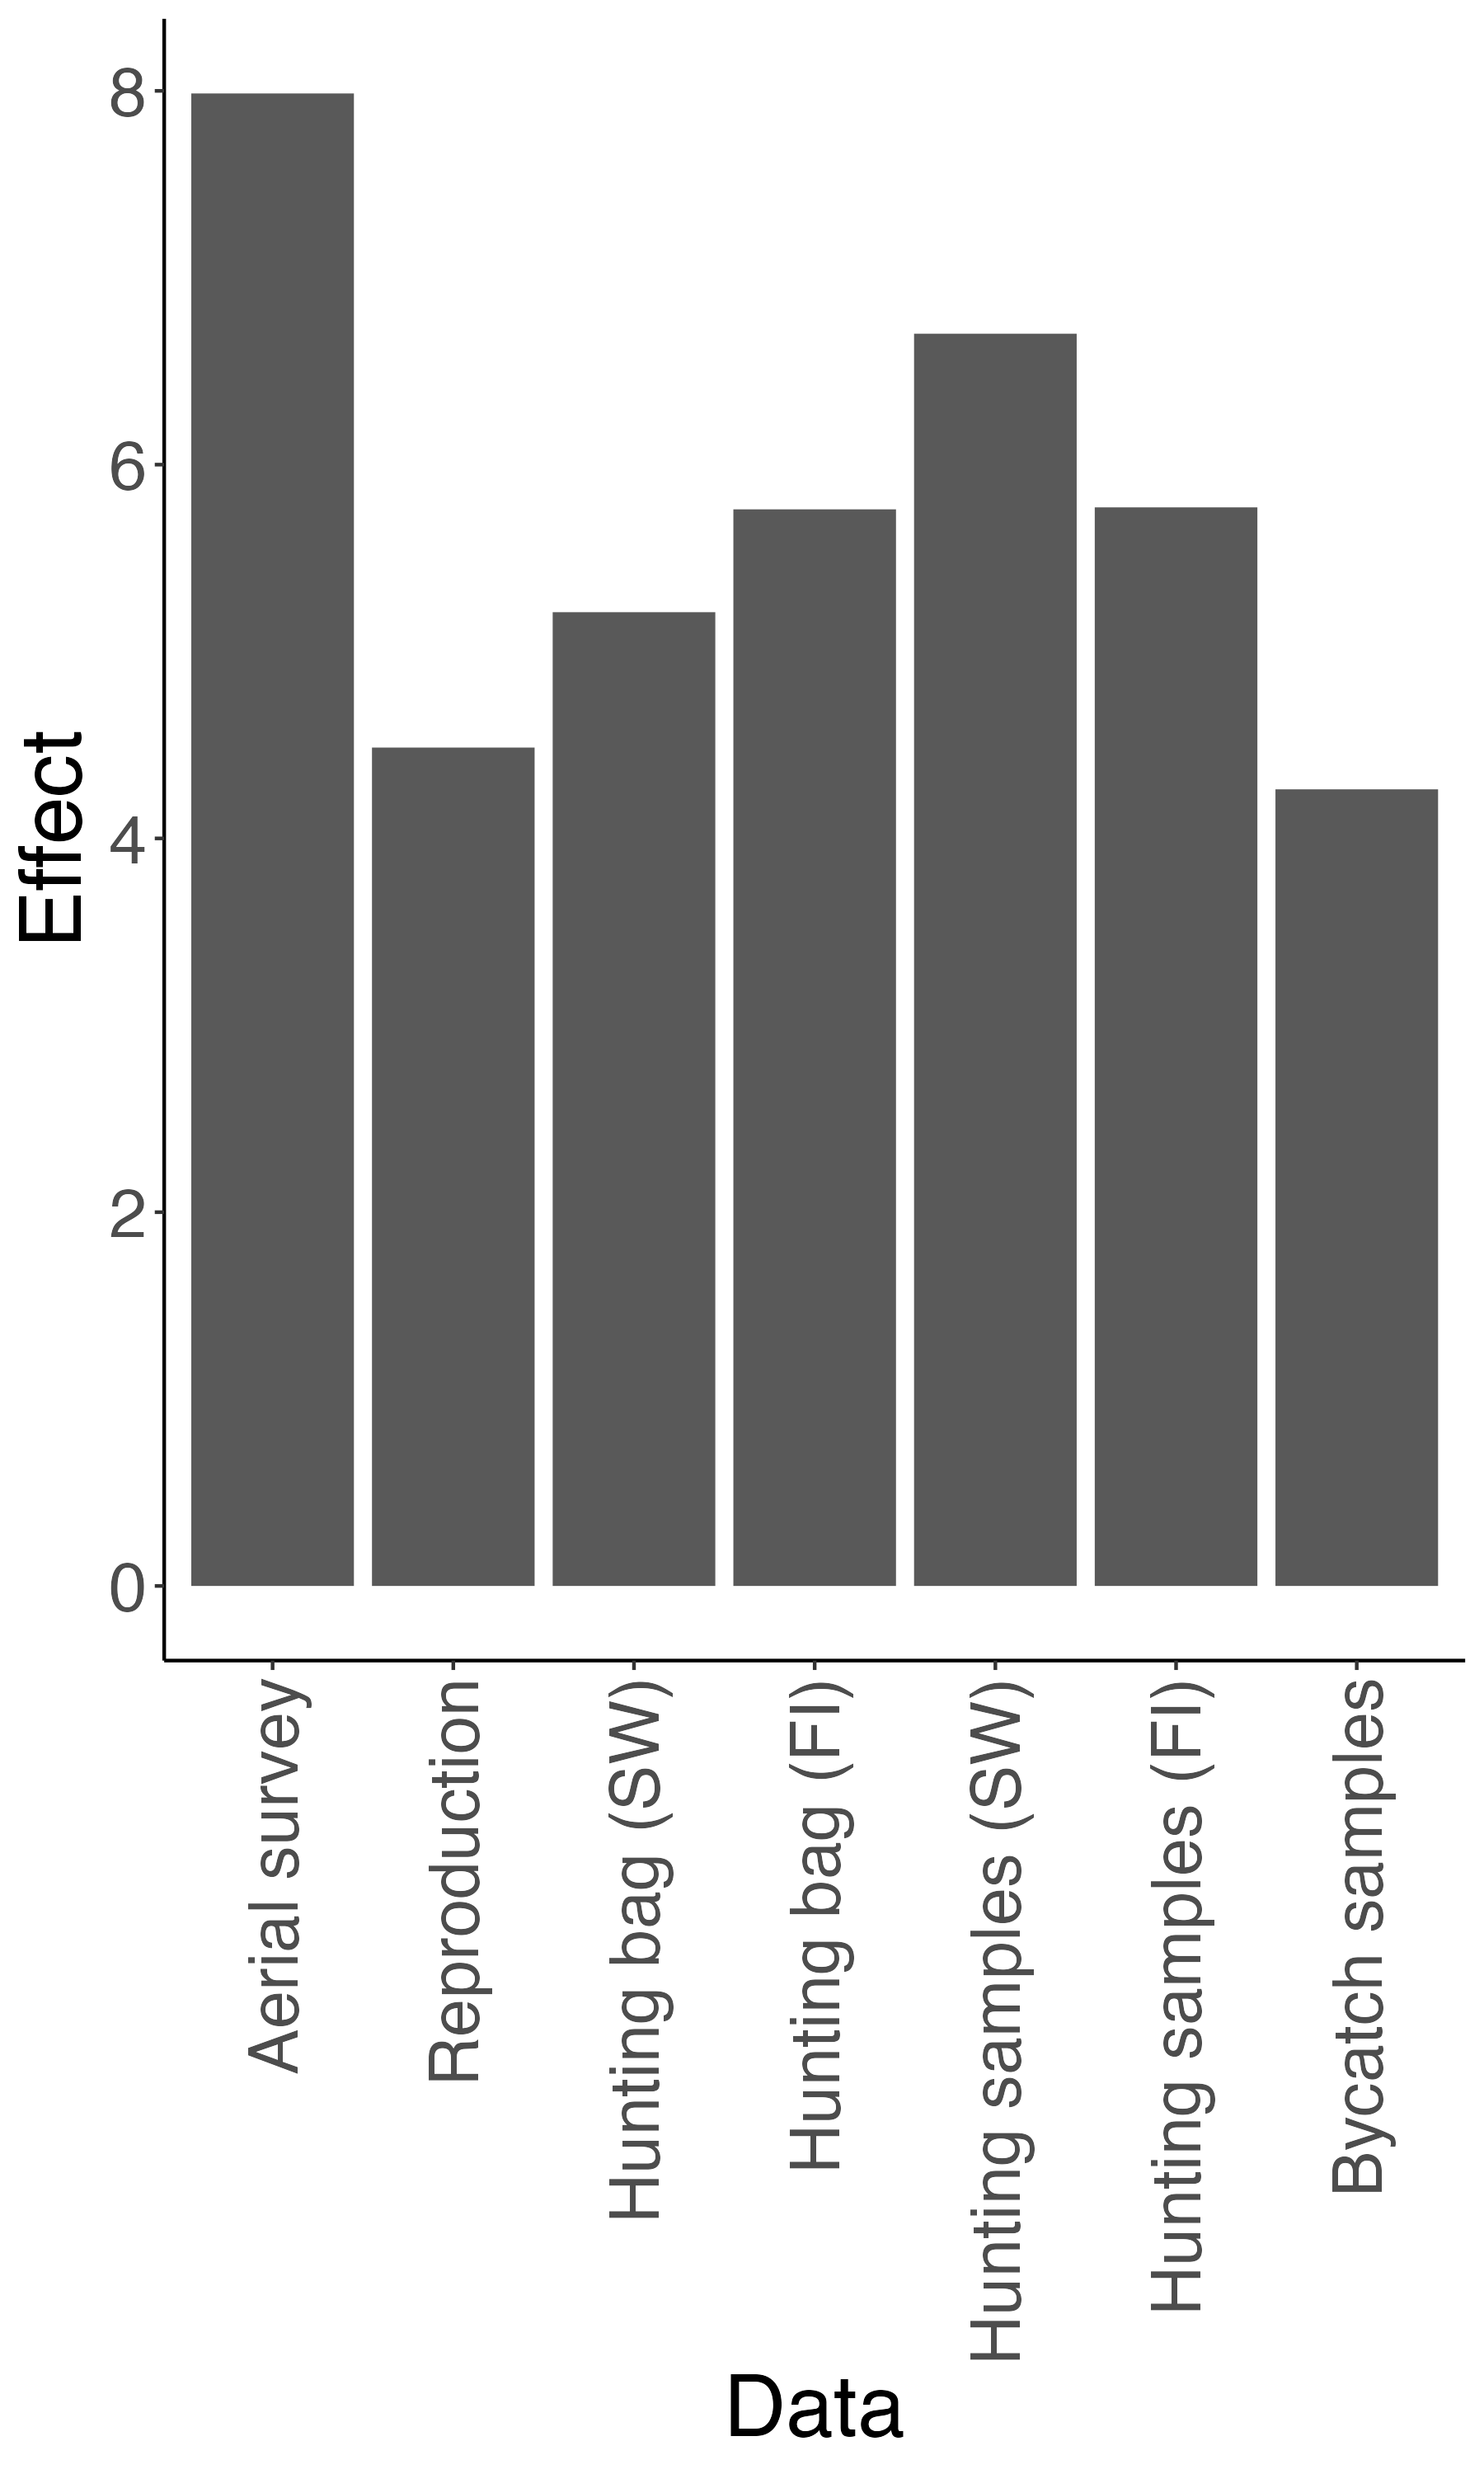 Effect
8
6
4
2
0
Aerial survey
Reproduction
Hunting bag (SW)
Hunting bag (FI)
Hunting samples (SW)
Hunting samples (FI)
Bycatch samples
Data